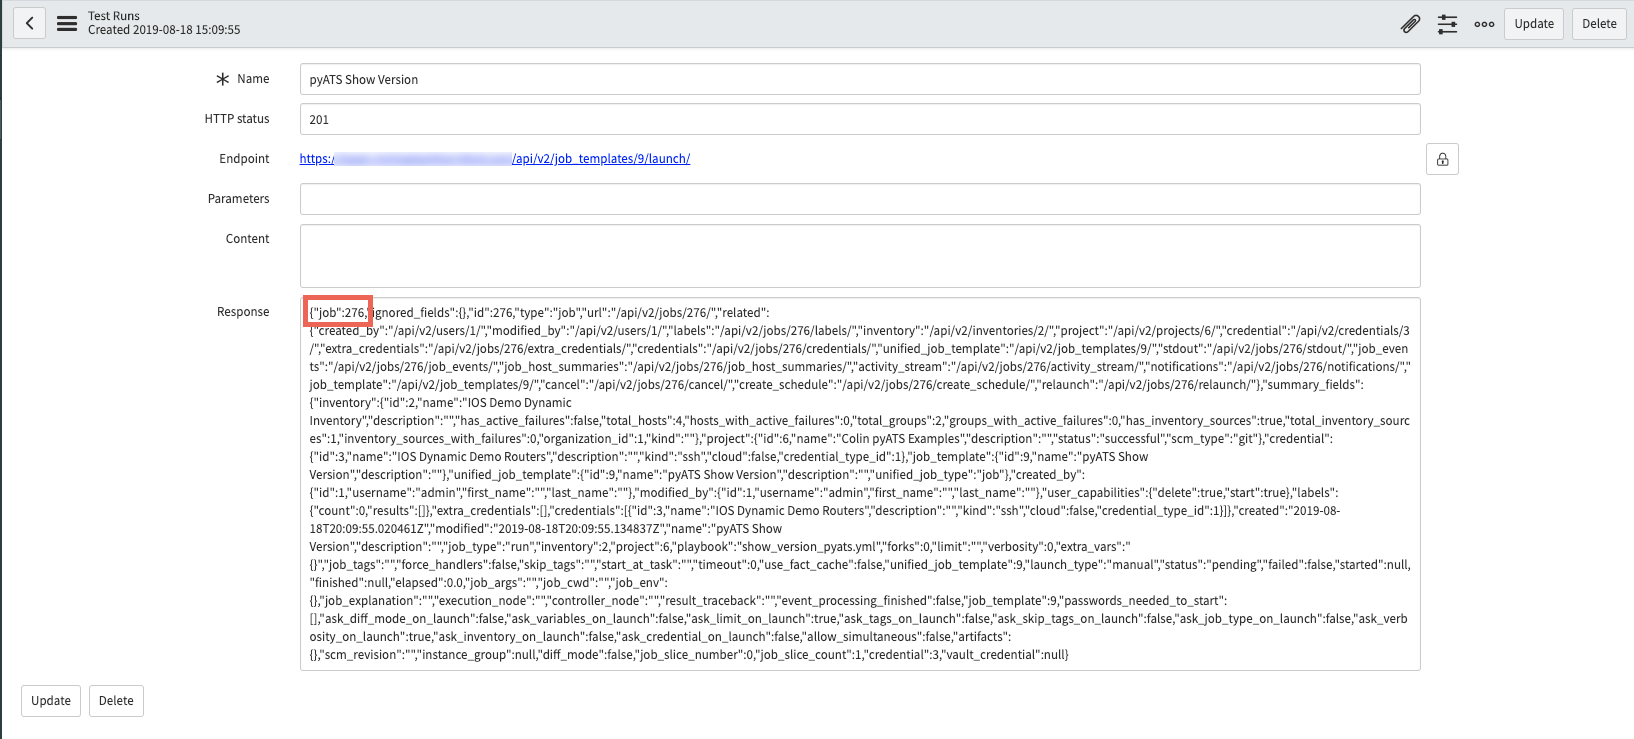 Test Runs
Created 2019-08-18 15:09:55
Update
Delete
Name
pyATS Show Version
HTTP status
201
Endpoint
https:/ /api/v2/job_templates/9/launch/
Parameters
Content
Response
{"job":276,"ignored_fields":{},"id":276,"type":"job","url":"/api/v2/jobs/276/","related":
{"created_by":"/api/v2/users/1/","modified_by":"/api/v2/users/1/","labels":"/api/v2/jobs/276/labels/","inventory":"/api/v2/inventories/2/","project":"/api/v2/projects/6/","credential":"/api/v2/credentials/3
/","extra_credentials":"/api/v2/jobs/276/extra_credentials/","credentials":"/api/v2/jobs/276/credentials/","unified_job_template":"/api/v2/job_templates/9/","stdout":"/api/v2/jobs/276/stdout/","job_even
ts":"/api/v2/jobs/276/job_events/","job_host_summaries":"/api/v2/jobs/276/job_host_summaries/","activity_stream":"/api/v2/jobs/276/activity_stream/","notifications":"/api/v2/jobs/276/notifications/","
job_template":"/api/v2/job_templates/9/","cancel":"/api/v2/jobs/276/cancel/","create_schedule":"/api/v2/jobs/276/create_schedule/","relaunch":"/api/v2/jobs/276/relaunch/"},"summary_fields":
{"inventory":{"id":2,"name":"IOS Demo Dynamic
Inventory","description":"","has_active_failures":false,"total_hosts":4,"hosts_with_active_failures":0,"total_groups":2,"groups_with_active_failures":0,"has_inventory_sources":true,"total_inventory_sourc
es":1,"inventory_sources_with_failures":0,"organization_id":1,"kind":""},"project":{"id":6,"name":"Colin pyATS Examples","description":"","status":"successful","scm_type":"git"},"credential":
{"id":3,"name":"IOS Dynamic Demo Routers","description":"","kind":"ssh","cloud":false,"credential_type_id":1},"job_template":{"id":9,"name":"pyATS Show
Version","description":""},"unified_job_template":{"id":9,"name":"pyATS Show Version","description":"","unified_job_type":"job"},"created_by":
{"id":1,"username":"admin","first_name":"","last_name":""},"modified_by":{"id":1,"username":"admin","first_name":"","last_name":""},"user_capabilities":{"delete":true,"start":true},"labels":
{"count":0,"results":[]},"extra_credentials":[],"credentials":[{"id":3,"name":"IOS Dynamic Demo Routers","description":"","kind":"ssh","cloud":false,"credential_type_id":1}]},"created":"2019-08-
18T20:09:55.020461Z","modified":"2019-08-18T20:09:55.134837Z","name":"pyATS Show
Version","description":"","job_type":"run","inventory":2,"project":6,"playbook":"show_version_pyats.yml","forks":0,"limit":"","verbosity":0,"extra_vars":"
{}","job_tags":"","force_handlers":false,"skip_tags":"","start_at_task":"","timeout":0,"use_fact_cache":false,"unified_job_template":9,"launch_type":"manual","status":"pending","failed":false,"started":null,
"finished":null,"elapsed":0.0,"job_args":"","job_cwd":"","job_env":
{},"job_explanation":"","execution_node":"","controller_node":"","result_traceback":"","event_processing_finished":false,"job_template":9,"passwords_needed_to_start":
[],"ask_diff_mode_on_launch":false,"ask_variables_on_launch":false,"ask_limit_on_launch":true,"ask_tags_on_launch":false,"ask_skip_tags_on_launch":false,"ask_job_type_on_launch":false,"ask_verb
osity_on_launch":true,"ask_inventory_on_launch":false,"ask_credential_on_launch":false,"allow_simultaneous":false,"artifacts":
{},"scm_revision":"","instance_group":null,"diff_mode":false,"job_slice_number":0,"job_slice_count":1,"credential":3,"vault_credential":null}
Update
Delete